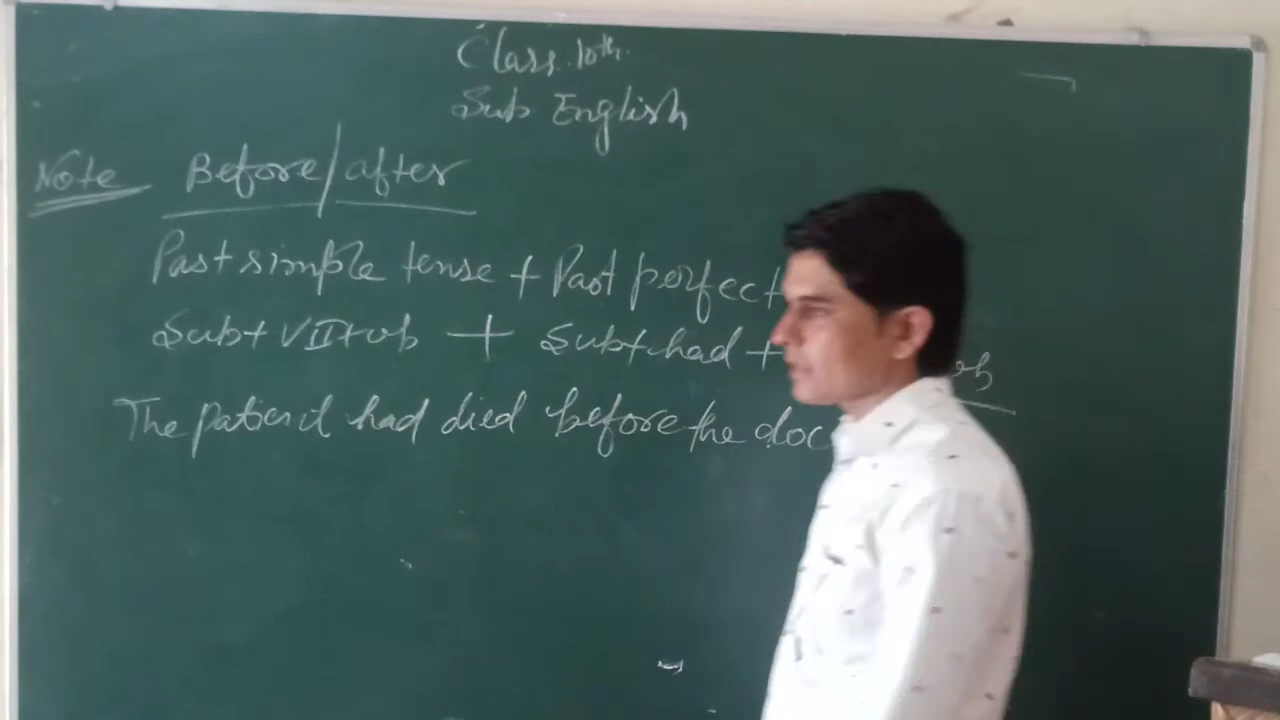 Class 10th.
Sub English
Note Before/after
Past simple tense + Past perfect
Sub+VII+ob + Sub+had + ob
The patient had died before the doc